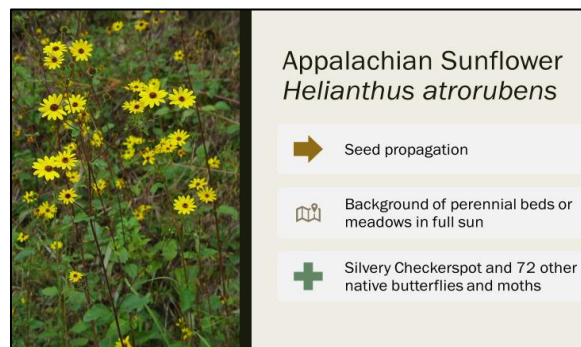 Appalachian Sunflower
Helianthus atrorubens
Seed propagation
Background of perennial beds or
meadows in full sun
Silvery Checkerspot and 72 other
native butterflies and moths